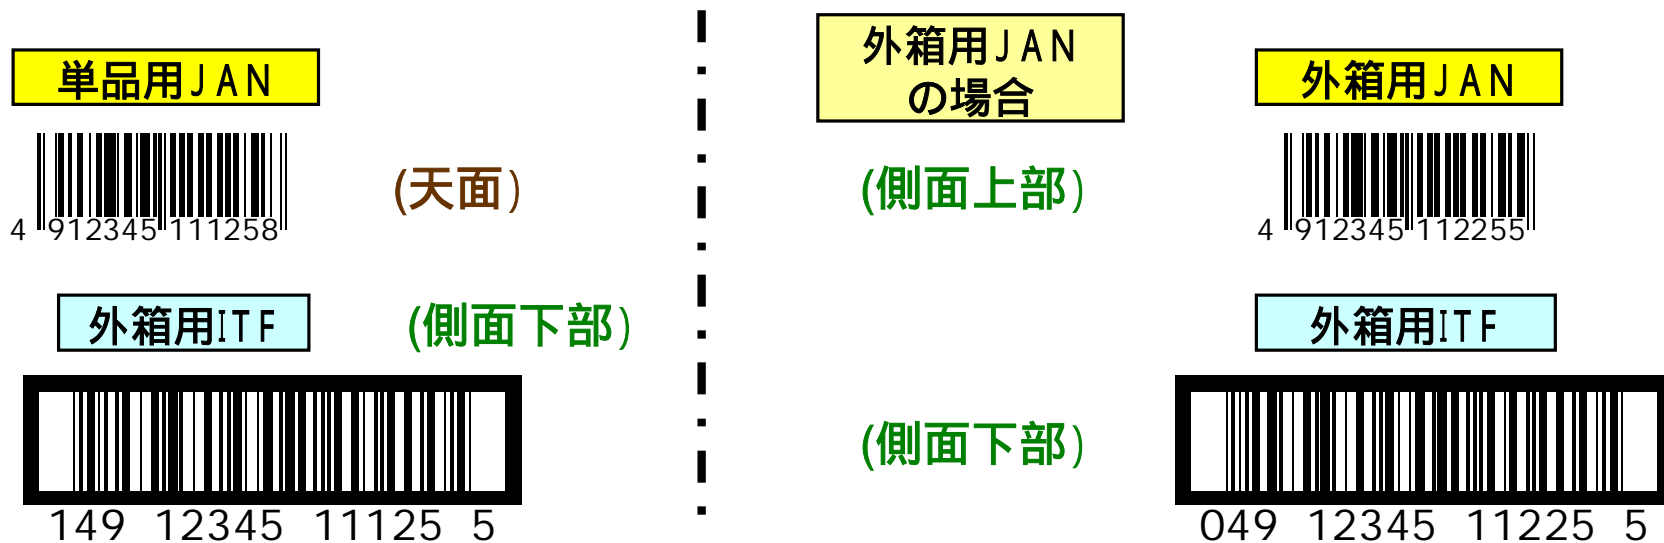 単品用JAN
4 912345 111258
(天面)
外箱用ITF
(側面下部)
149 12345 11125 5
外箱用JAN
の場合
外箱用JAN
(側面上部)
4 912345 112255
外箱用ITF
(側面下部)
049 12345 11225 5